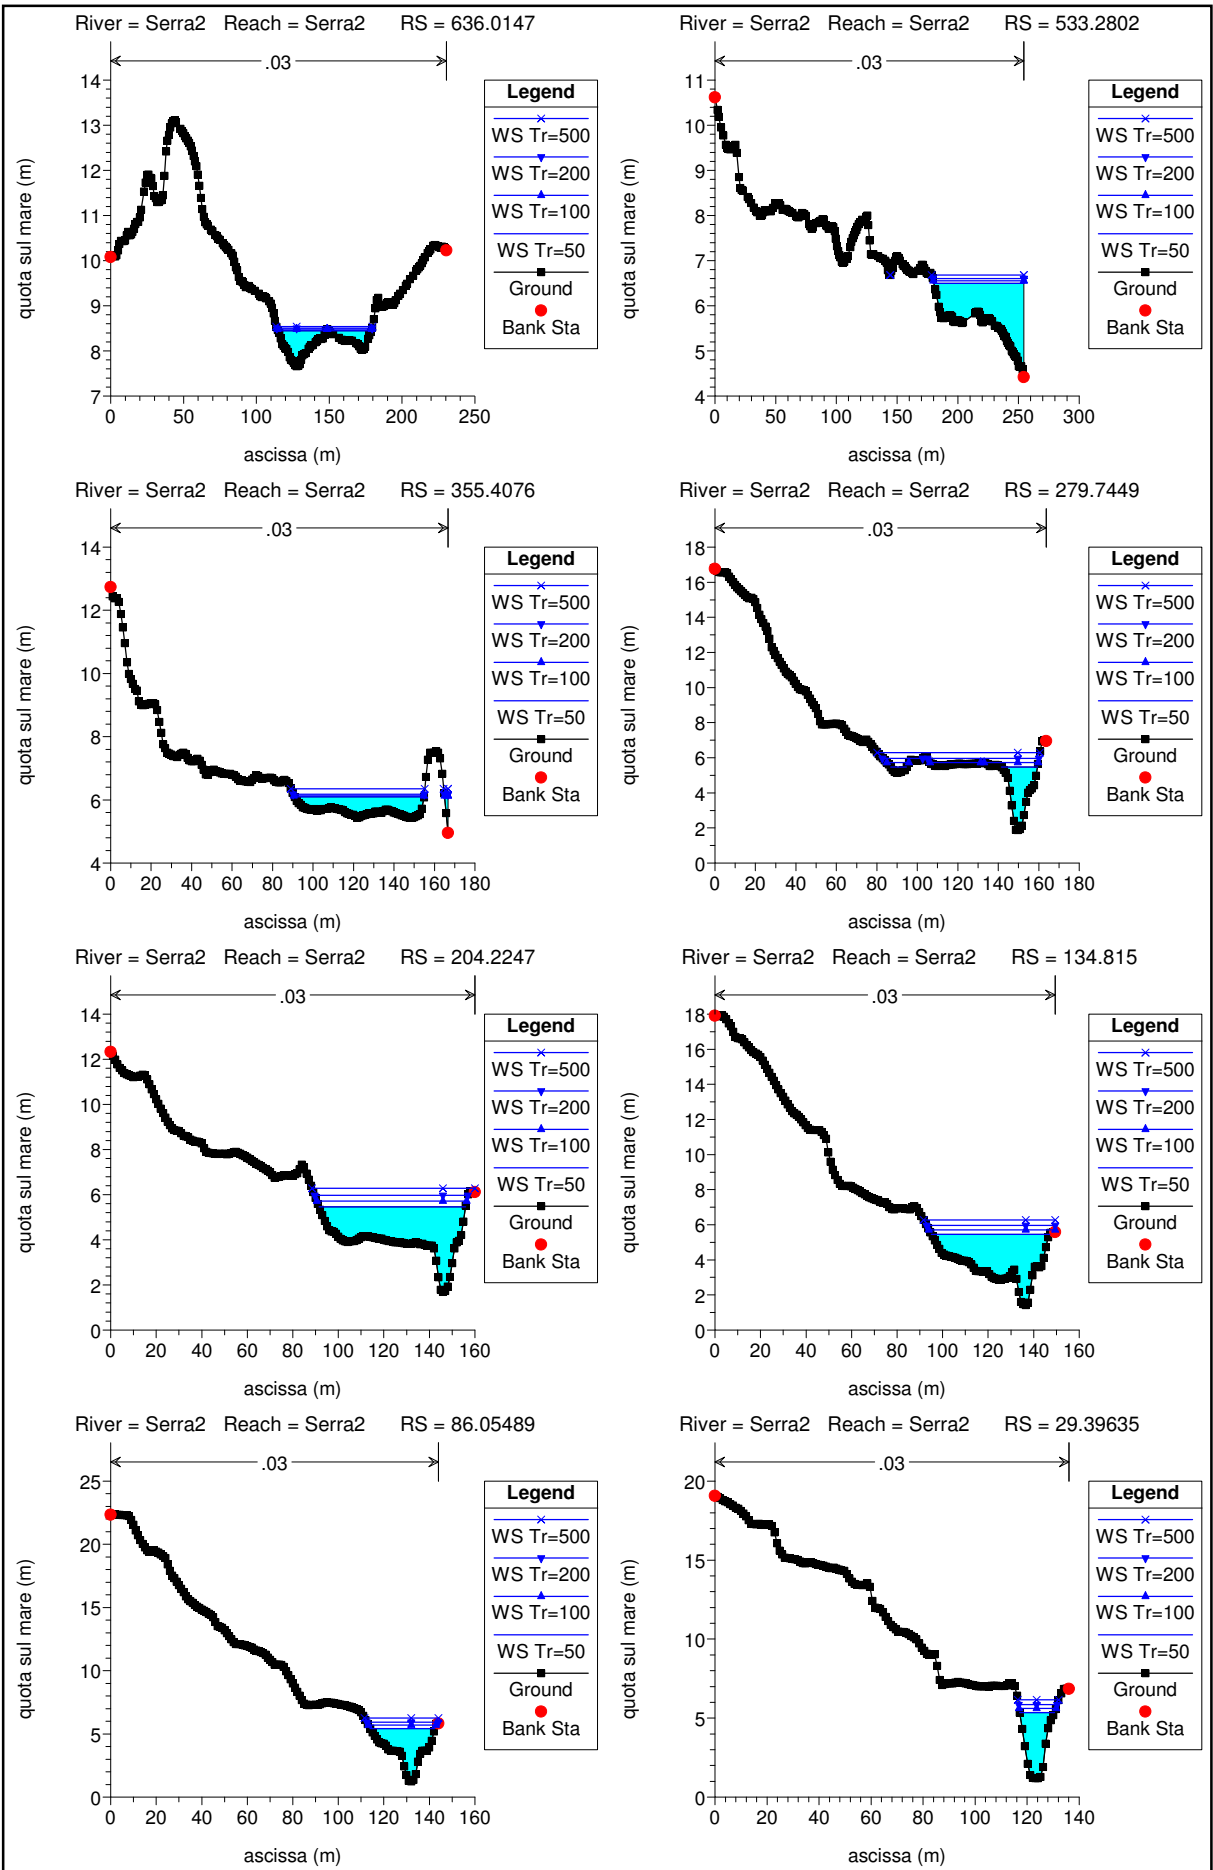 River = Serra2 Reach = Serra2 RS = 636.0147
.03
14
13
12
11
10
9
8
7
0 50 100 150 200 250
quota sul mare (m)
ascissa (m)
Legend
WS Tr=500
WS Tr=200
WS Tr=100
WS Tr=50
Ground
Bank Sta
River = Serra2 Reach = Serra2 RS = 533.2802
.03
11
10
9
8
7
6
5
4
0 50 100 150 200 250 300
quota sul mare (m)
ascissa (m)
Legend
WS Tr=500
WS Tr=200
WS Tr=100
WS Tr=50
Ground
Bank Sta
River = Serra2 Reach = Serra2 RS = 355.4076
.03
14
12
10
8
6
4
0 20 40 60 80 100 120 140 160 180
quota sul mare (m)
ascissa (m)
Legend
WS Tr=500
WS Tr=200
WS Tr=100
WS Tr=50
Ground
Bank Sta
River = Serra2 Reach = Serra2 RS = 279.7449
.03
18
16
14
12
10
8
6
4
2
0
0 20 40 60 80 100 120 140 160 180
quota sul mare (m)
ascissa (m)
Legend
WS Tr=500
WS Tr=200
WS Tr=100
WS Tr=50
Ground
Bank Sta
River = Serra2 Reach = Serra2 RS = 204.2247
.03
14
12
10
8
6
4
2
0
0 20 40 60 80 100 120 140 160
quota sul mare (m)
ascissa (m)
Legend
WS Tr=500
WS Tr=200
WS Tr=100
WS Tr=50
Ground
Bank Sta
River = Serra2 Reach = Serra2 RS = 134.815
.03
18
16
14
12
10
8
6
4
2
0
0 20 40 60 80 100 120 140 160
quota sul mare (m)
ascissa (m)
Legend
WS Tr=500
WS Tr=200
WS Tr=100
WS Tr=50
Ground
Bank Sta
River = Serra2 Reach = Serra2 RS = 86.05489
.03
25
20
15
10
5
0
0 20 40 60 80 100 120 140 160
quota sul mare (m)
ascissa (m)
Legend
WS Tr=500
WS Tr=200
WS Tr=100
WS Tr=50
Ground
Bank Sta
River = Serra2 Reach = Serra2 RS = 29.39635
.03
20
15
10
5
0
0 20 40 60 80 100 120 140
quota sul mare (m)
ascissa (m)
Legend
WS Tr=500
WS Tr=200
WS Tr=100
WS Tr=50
Ground
Bank Sta